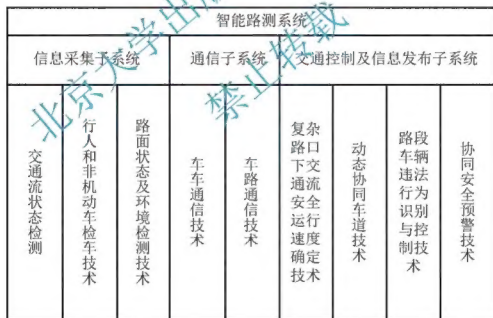 智能路测系统
信息采集子系统
通信子系统
交通控制及信息发布子系统
交通流状态检测
行人和非机动车检车技术
路面状态及环境检测技术
车车通信技术
车路通信技术
复杂路口下交通流安全运行速度确定技术
动态协同车道技术
路段车辆违法行为识别与控制技术
协同安全预警技术
北京大学出版
禁止转载